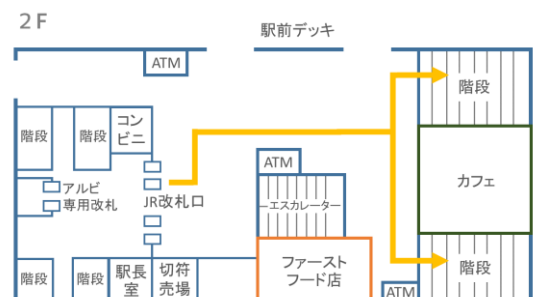 2F
駅前デッキ
ATM
階段
コン
ビニ
階段
階段
ATM
アルビ
専用改札
JR改札口
エスカレーター
カフェ
ファースト
フード店
階段
階段
階段
駅長
室
切符
売場
ATM